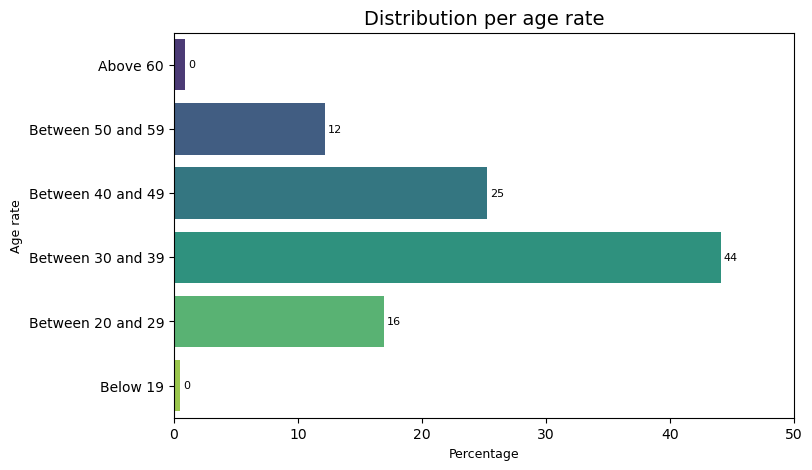 Distribution per age rate
Age rate
Above 60
0
Between 50 and 59
12
Between 40 and 49
25
Between 30 and 39
44
Between 20 and 29
16
Below 19
0
0 10 20 30 40 50
Percentage